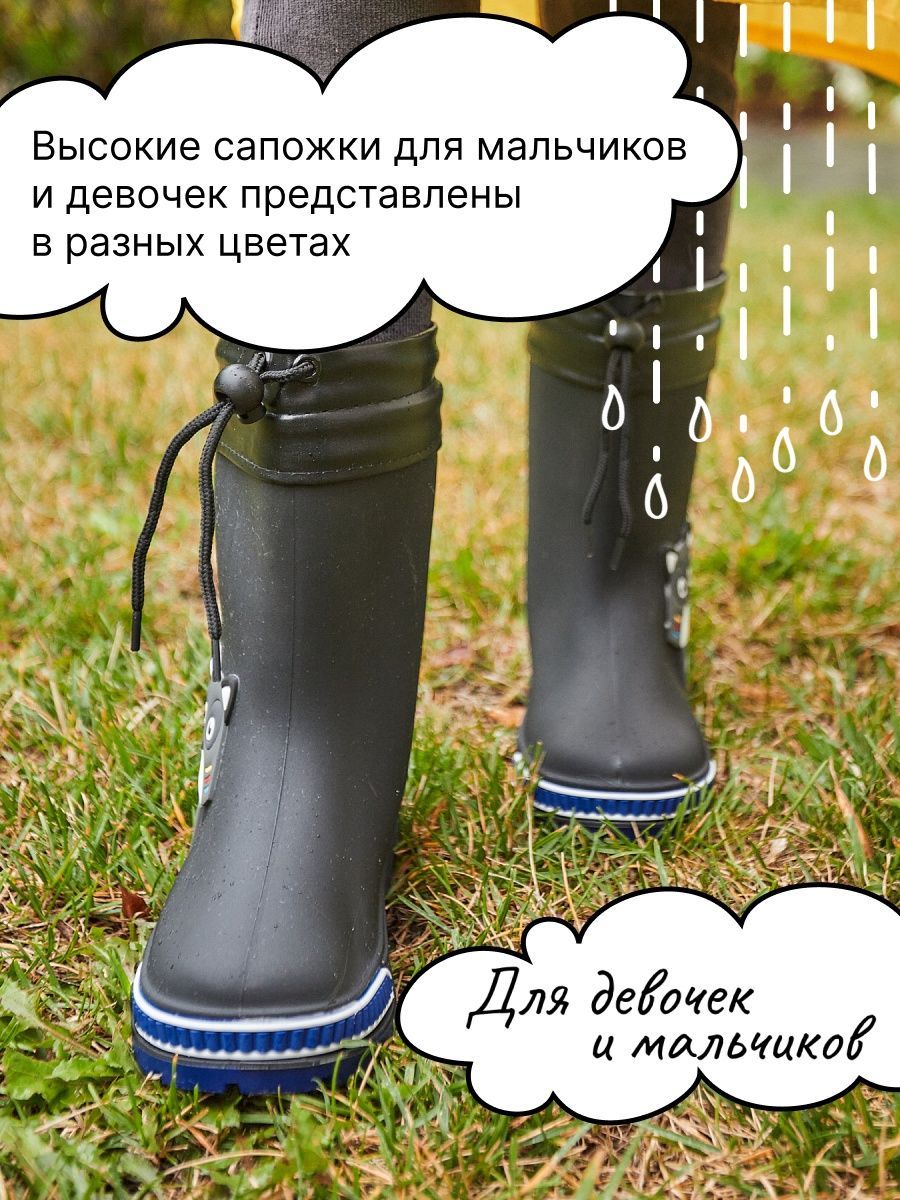 Высокие сапожки для мальчиков
и девочек представлены
в разных цветах
Для девочек
и мальчиков